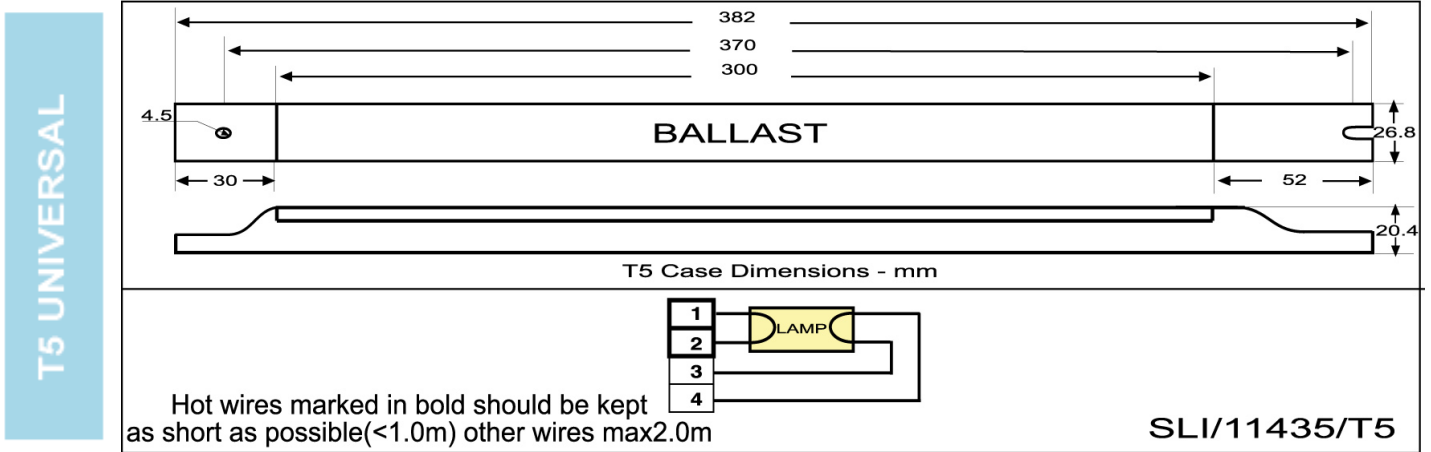 T5 UNIVERSAL
382
370
300
4.5
BALLAST
26.8
30
52
20.4
T5 Case Dimensions - mm
1
LAMP
2
3
4
Hot wires marked in bold should be kept
as short as possible(<1.0m) other wires max2.0m
SLI/11435/T5